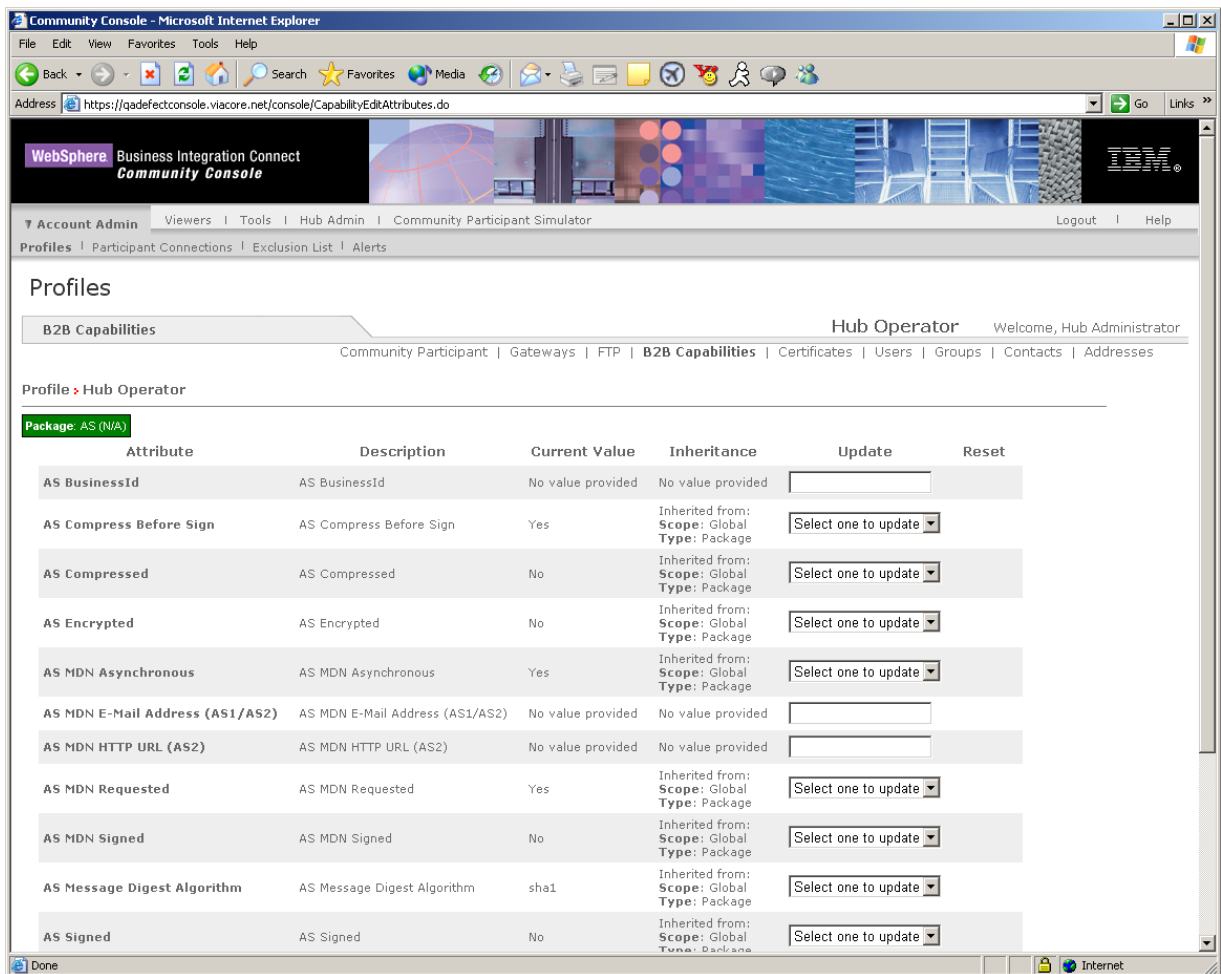 Community Console - Microsoft Internet Explorer
File Edit View Favorites Tools Help
Back Search Favorites Media
Address https://qadefectconsole.viacore.net/console/CapabilityEditAttributes.do Go Links »
WebSphere. Business Integration Connect
Community Console
IBM®
Account Admin Viewers | Tools | Hub Admin | Community Participant Simulator Logout | Help
Profiles | Participant Connections | Exclusion List | Alerts
Profiles
B2B Capabilities Hub Operator Welcome, Hub Administrator
Community Participant | Gateways | FTP | B2B Capabilities | Certificates | Users | Groups | Contacts | Addresses
Profile > Hub Operator
Package: AS (N/A)
Attribute Description Current Value Inheritance Update Reset
AS BusinessId AS BusinessId No value provided No value provided
Inherited from:
AS Compress Before Sign AS Compress Before Sign Yes Scope: Global Select one to update
Type: Package
Inherited from:
AS Compressed AS Compressed No Scope: Global Select one to update
Type: Package
Inherited from:
AS Encrypted AS Encrypted No Scope: Global Select one to update
Type: Package
Inherited from:
AS MDN Asynchronous AS MDN Asynchronous Yes Scope: Global Select one to update
Type: Package
AS MDN E-Mail Address (AS1/AS2) AS MDN E-Mail Address (AS1/AS2) No value provided No value provided
AS MDN HTTP URL (AS2) AS MDN HTTP URL (AS2) No value provided No value provided
Inherited from:
AS MDN Requested AS MDN Requested Yes Scope: Global Select one to update
Type: Package
Inherited from:
AS MDN Signed AS MDN Signed No Scope: Global Select one to update
Type: Package
Inherited from:
AS Message Digest Algorithm AS Message Digest Algorithm sha1 Scope: Global Select one to update
Type: Package
Inherited from:
AS Signed AS Signed No Scope: Global Select one to update
Type: Package
Done Internet